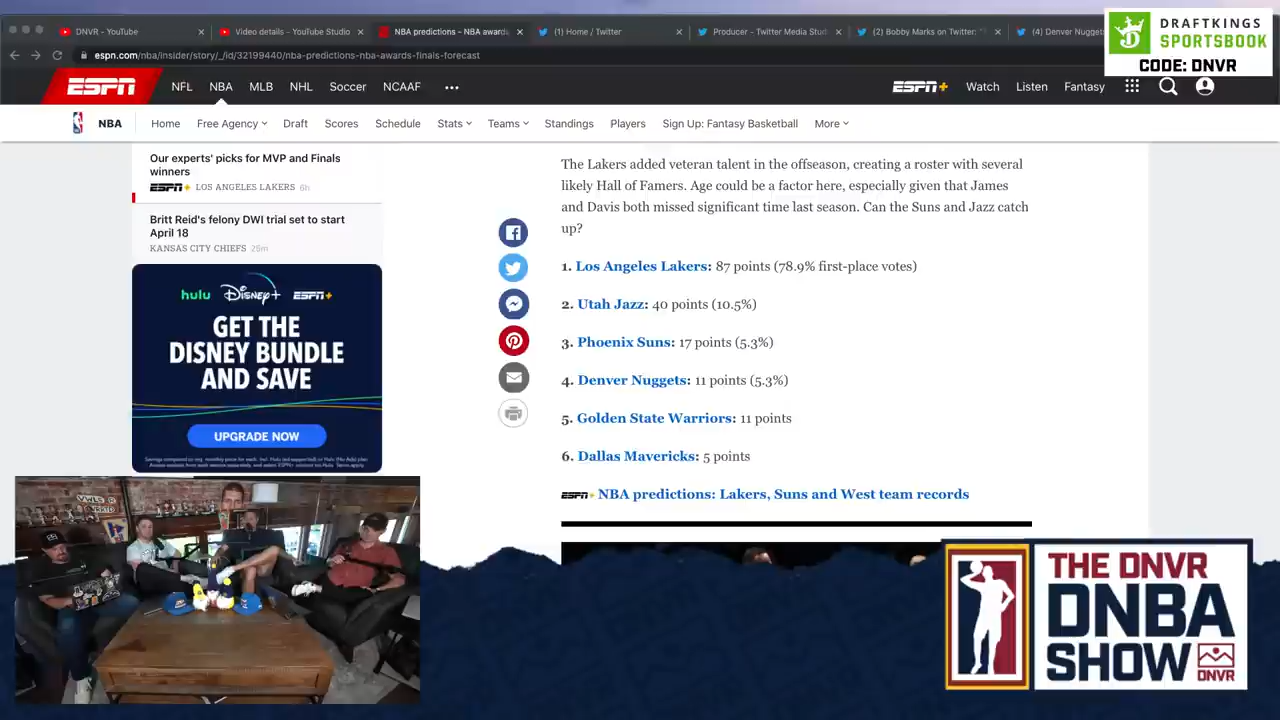 DNVR - YouTube
Video details - YouTube Studio
NBA predictions – NBA awards
(1) Home / Twitter
Producer - Twitter Media Stud
(2) Bobby Marks on Twitter: "
(4) Denver Nuggets
DRAFTKINGS
SPORTSBOOK
CODE: DNVR
espn.com/nba/insider/story/_/id/32199440/nba-predictions-nba-awards-finals-forecast
ESPN
NFL
NBA
MLB
NHL
Soccer
NCAAF
•••
ESPN+
Watch
Listen
Fantasy
NBA
Home
Free Agency
Draft
Scores
Schedule
Stats
Teams
Standings
Players
Sign Up: Fantasy Basketball
More
Our experts' picks for MVP and Finals
winners
ESPN+ LOS ANGELES LAKERS 6h
Britt Reid's felony DWI trial set to start
April 18
KANSAS CITY CHIEFS 25m
hulu Disney+ ESPN+
GET THE
DISNEY BUNDLE
AND SAVE
UPGRADE NOW
The Lakers added veteran talent in the offseason, creating a roster with several
likely Hall of Famers. Age could be a factor here, especially given that James
and Davis both missed significant time last season. Can the Suns and Jazz catch
up?
1. Los Angeles Lakers: 87 points (78.9% first-place votes)
2. Utah Jazz: 40 points (10.5%)
3. Phoenix Suns: 17 points (5.3%)
4. Denver Nuggets: 11 points (5.3%)
5. Golden State Warriors: 11 points
6. Dallas Mavericks: 5 points
ESPN+ NBA predictions: Lakers, Suns and West team records
THE DNVR
DNBA
SHOW
DNVR